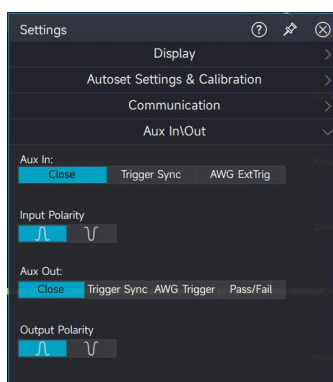 Settings
Display
Autoset Settings & Calibration
Communication
Aux In\Out
Aux In:
Close Trigger Sync AWG ExtTrig
Input Polarity
Aux Out:
Close Trigger Sync AWG Trigger Pass/Fail
Output Polarity